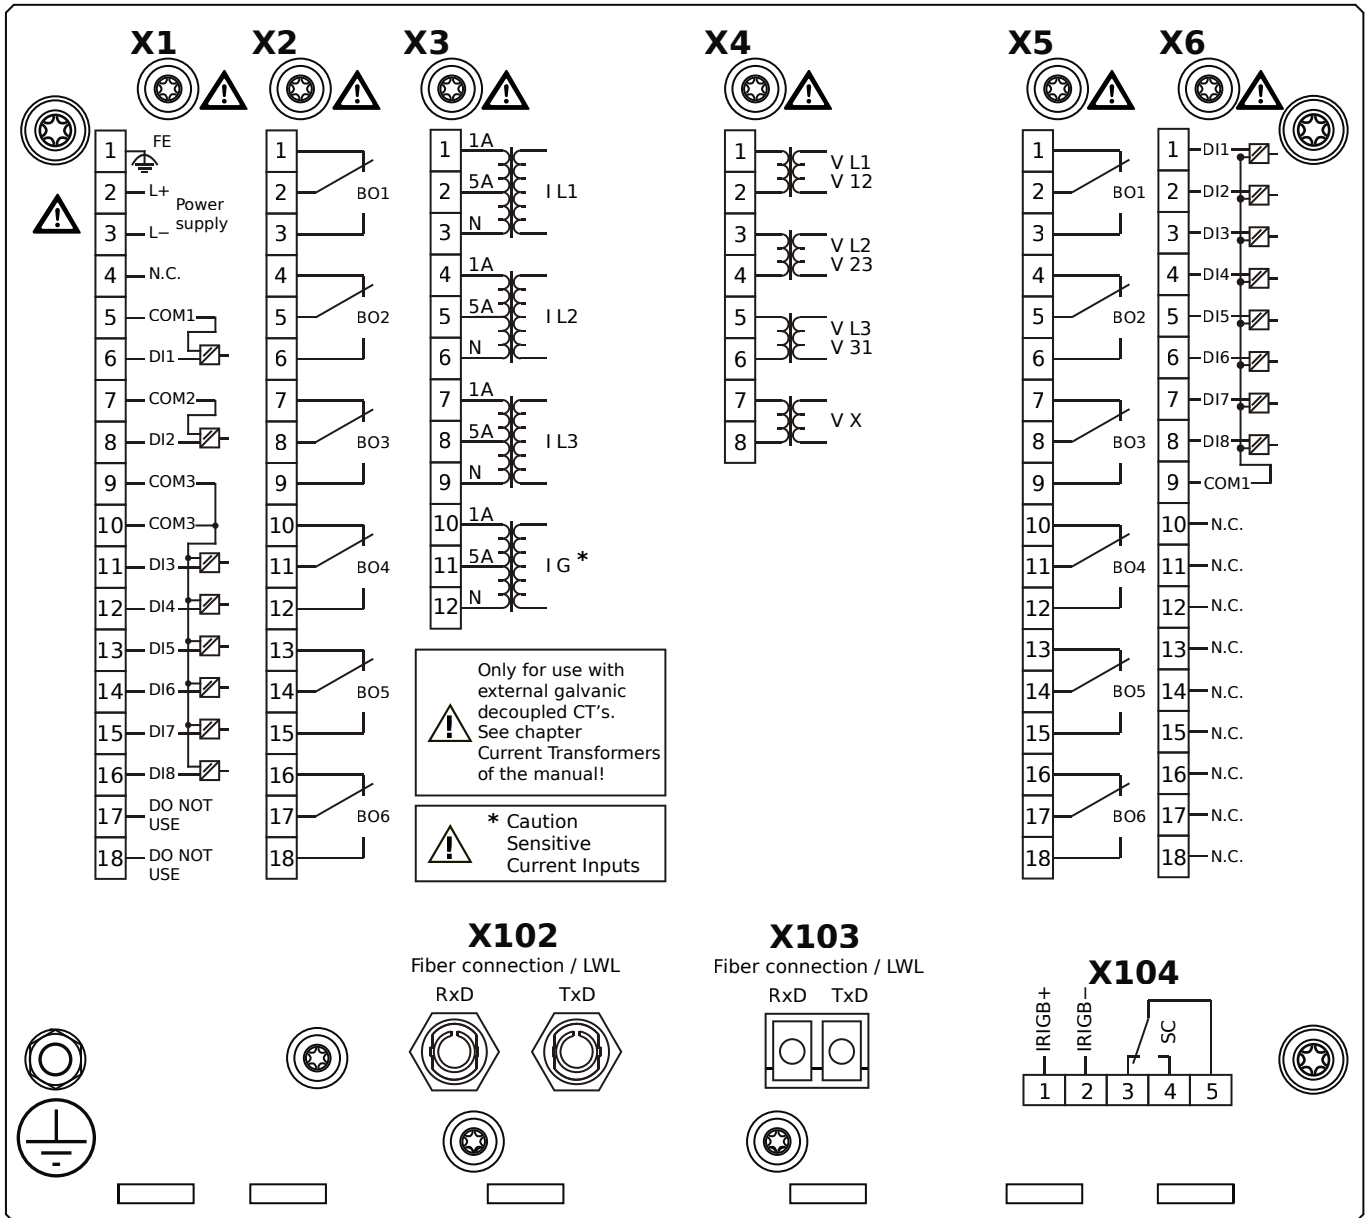 X1 X2 X3 X4 X5 X6
1 FE
2 L+
Power
supply
3 L−
4 N.C.
5 COM1
6 DI1
7 COM2
8 DI2
9 COM3
10 COM3
11 DI3
12 DI4
13 DI5
14 DI6
15 DI7
16 DI8
17 DO NOT
USE
18 DO NOT
USE
1
2 BO1
3
4
5 BO2
6
7
8 BO3
9
10
11 BO4
12
13
14 BO5
15
16
17 BO6
18
1 1A
2 5A I L1
3 N
4 1A
5 5A I L2
6 N
7 1A
8 5A I L3
9 N
10 1A
11 5A I G *
12 N
Only for use with
external galvanic
decoupled CT's.
See chapter
Current Transformers
of the manual!
* Caution
Sensitive
Current Inputs
1 V L1
2 V 12
3 V L2
4 V 23
5 V L3
6 V 31
7 V X
8
1
2 BO1
3
4
5 BO2
6
7
8 BO3
9
10
11 BO4
12
13
14 BO5
15
16
17 BO6
18
1 DI1
2 DI2
3 DI3
4 DI4
5 DI5
6 DI6
7 DI7
8 DI8
9 COM1
10 N.C.
11 N.C.
12 N.C.
13 N.C.
14 N.C.
15 N.C.
16 N.C.
17 N.C.
18 N.C.
X102
Fiber connection / LWL
RxD TxD
X103
Fiber connection / LWL
RxD TxD
X104
IRIGB+
IRIGB−
SC
1 2 3 4 5